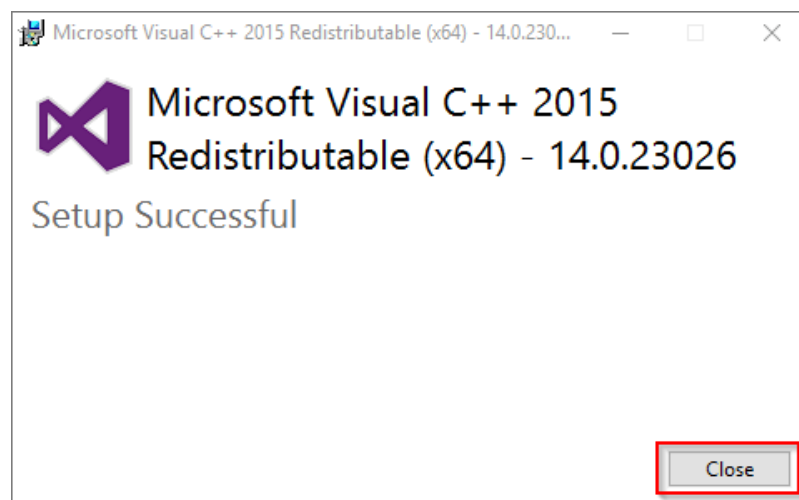 Microsoft Visual C++ 2015 Redistributable (x64) - 14.0.230...
Microsoft Visual C++ 2015
Redistributable (x64) - 14.0.23026
Setup Successful
Close